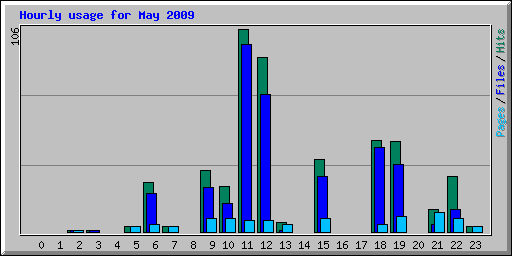 Hourly usage for May 2009
106
Pages / Files / Hits
0 1 2 3 4 5 6 7 8 9 10 11 12 13 14 15 16 17 18 19 20 21 22 23